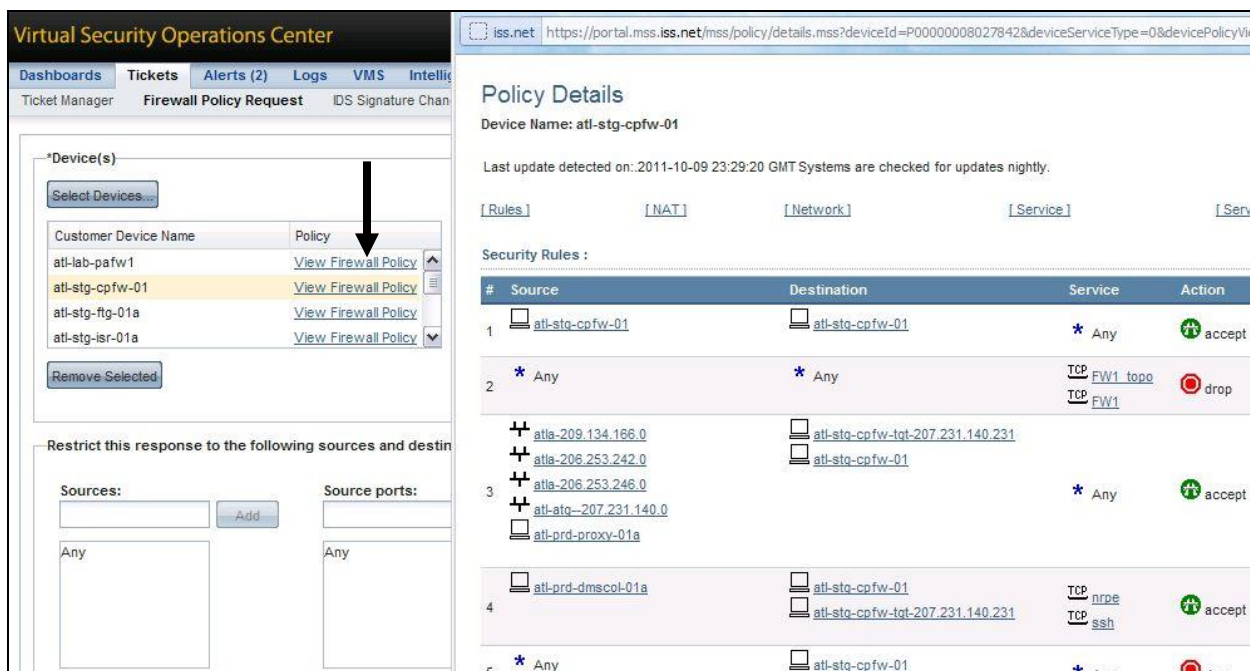 Virtual Security Operations Center
Dashboards Tickets Alerts (2) Logs VMS
Ticket Manager Firewall Policy Request IDS Signature
*Device(s)
Select Devices...
Customer Device Name Policy
atl-lab-pafw1 View Firewall Policy
atl-stg-cpfw-01 View Firewall Policy
atl-stg-ftg-01a View Firewall Policy
atl-stg-isr-01a View Firewall Policy
Remove Selected
Restrict this response to the following sources and
Sources: Source ports:
Add
Any Any
iss.net https://portal.mss.iss.net/mss/policy/details.mss?deviceId=P00000008027842&deviceServiceType=0&devicePolicyVi
Policy Details
Device Name: atl-stg-cpfw-01
Last update detected on:.2011-10-09 23:29:20 GMT Systems are checked for updates nightly.
[ Rules ] [ NAT ] [ Network ] [ Service ] [ Serv
Security Rules :
# Source Destination Service Action
1 atl-stg-cpfw-01 atl-stg-cpfw-01 * Any accept
2 * Any * Any TCP FW1_topo drop
TCP FW1
3 atla-209.134.166.0 atl-stg-cpfw-tgt-207.231.140.231 * Any accept
atla-206.253.242.0 atl-stg-cpfw-01
atla-206.253.246.0
atl-atg--207.231.140.0
atl-prd-proxy-01a
4 atl-prd-dmscol-01a atl-stg-cpfw-01 TCP nrpe accept
atl-stg-cpfw-tgt-207.231.140.231 TCP ssh
* Any atl-stg-cpfw-01